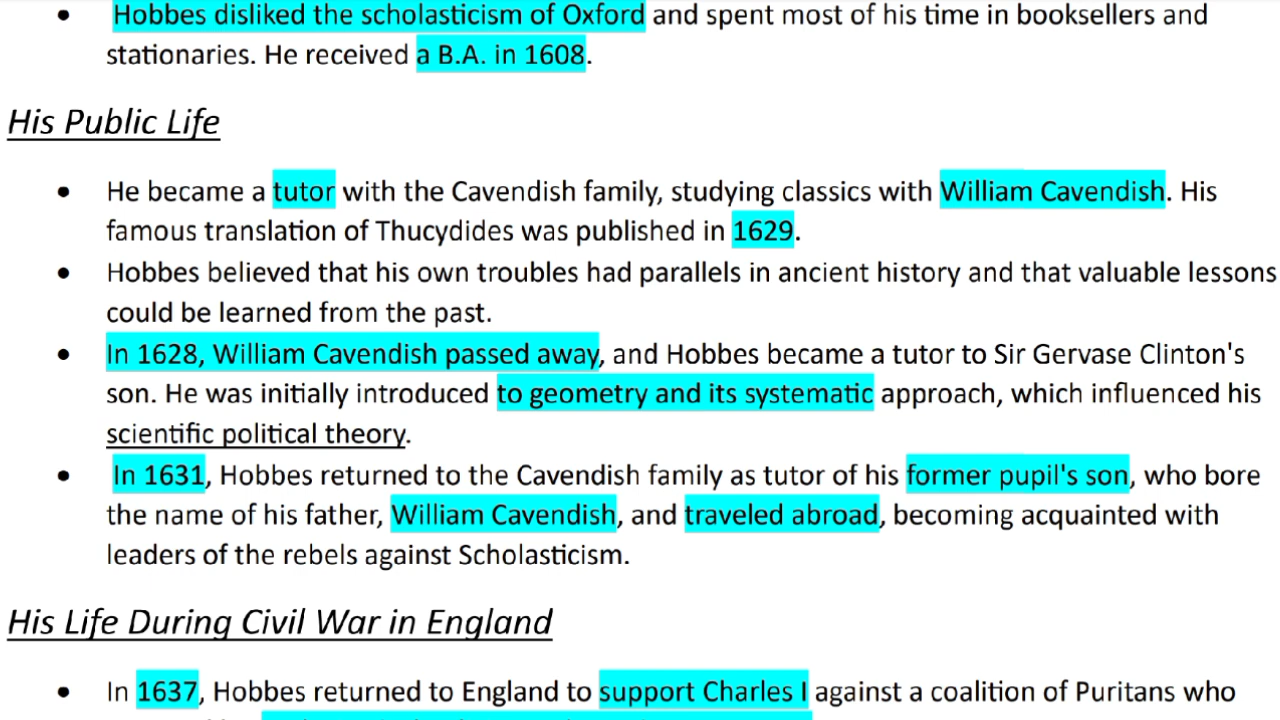 Hobbes disliked the scholasticism of Oxford and spent most of his time in booksellers and
stationaries. He received a B.A. in 1608.
His Public Life
He became a tutor with the Cavendish family, studying classics with William Cavendish. His
famous translation of Thucydides was published in 1629.
Hobbes believed that his own troubles had parallels in ancient history and that valuable lessons
could be learned from the past.
In 1628, William Cavendish passed away, and Hobbes became a tutor to Sir Gervase Clinton's
son. He was initially introduced to geometry and its systematic approach, which influenced his
scientific political theory.
In 1631, Hobbes returned to the Cavendish family as tutor of his former pupil's son, who bore
the name of his father, William Cavendish, and traveled abroad, becoming acquainted with
leaders of the rebels against Scholasticism.
His Life During Civil War in England
In 1637, Hobbes returned to England to support Charles I against a coalition of Puritans who